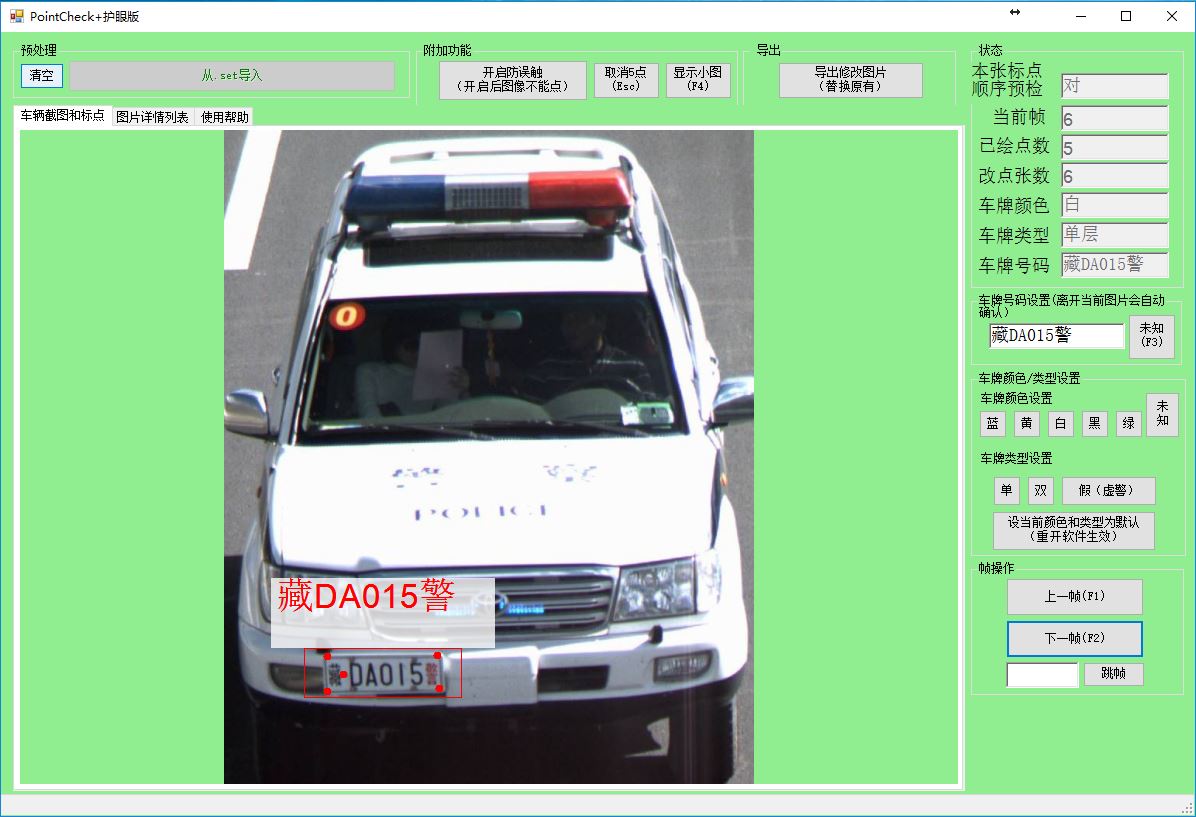 PointCheck+护眼版
预处理
清空
从.set导入
附加功能
开启防误触
（开启后图像不能点）
取消5点
(Esc)
显示小图
(F4)
导出
导出修改图片
（替换原有）
车辆截图和标点
图片详情列表
使用帮助
状态
本张标点
顺序预检
对
当前帧
6
已绘点数
5
改点张数
6
车牌颜色
白
车牌类型
单层
车牌号码
藏DA015警
车牌号码设置(离开当前图片会自动
确认)
藏DA015警
未知
(F3)
车牌颜色/类型设置
车牌颜色设置
蓝
黄
白
黑
绿
未
知
车牌类型设置
单
双
假（虚警）
设当前颜色和类型为默认
（重开软件生效）
帧操作
上一帧(F1)
下一帧(F2)
跳帧
0
POLICE
藏DA015警
藏DA015警